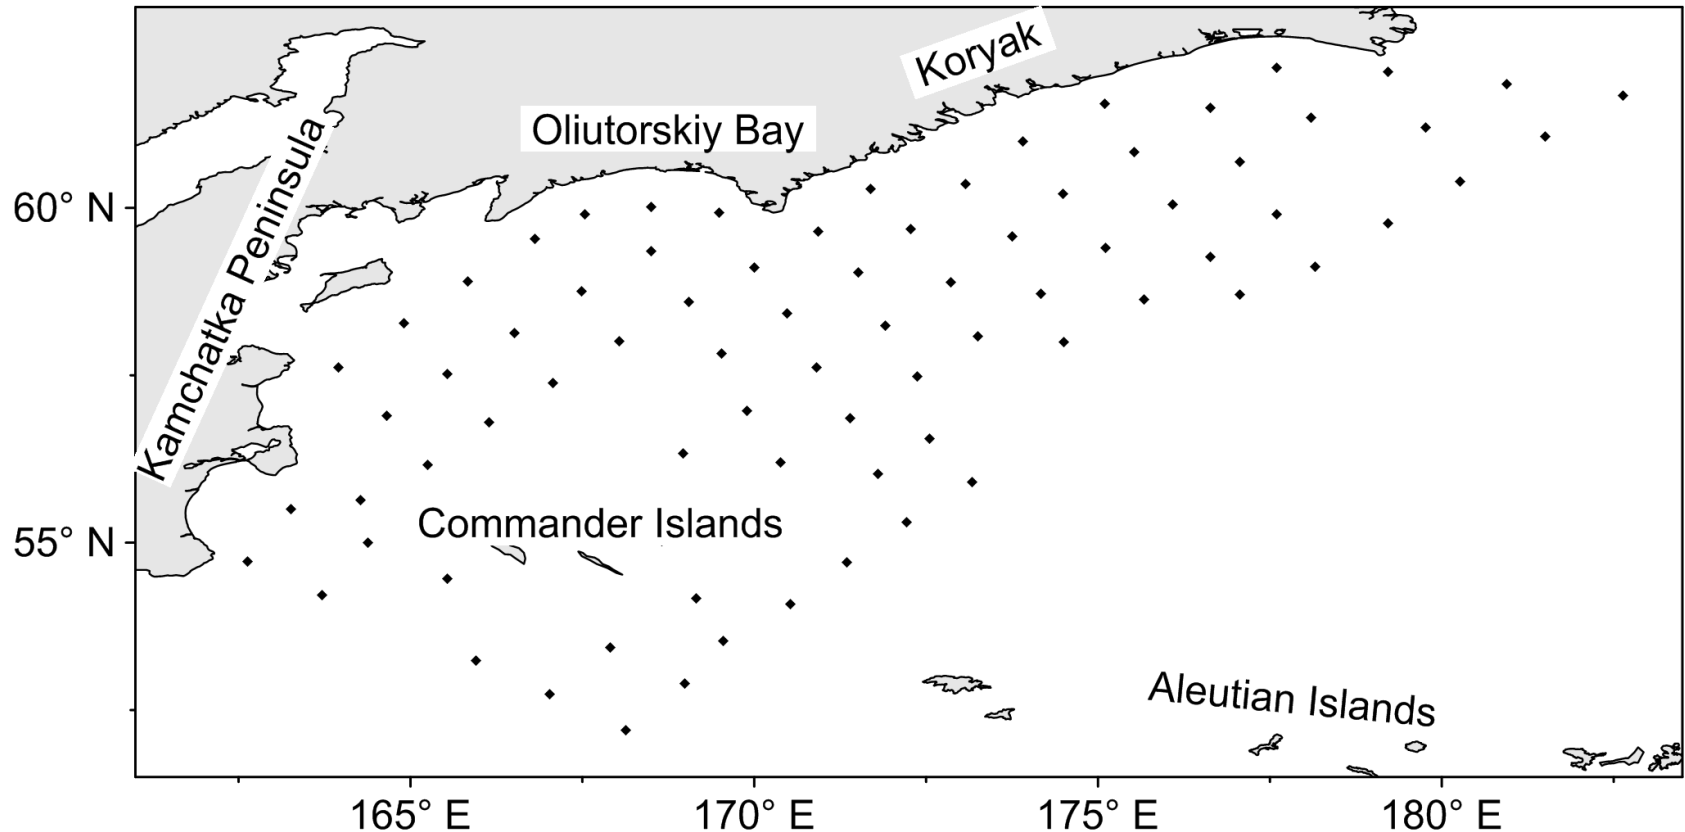 Koryak
Oliutorskiy Bay
Kamchatka Peninsula
60° N
Commander Islands
55° N
Aleutian Islands
165° E
170° E
175° E
180° E